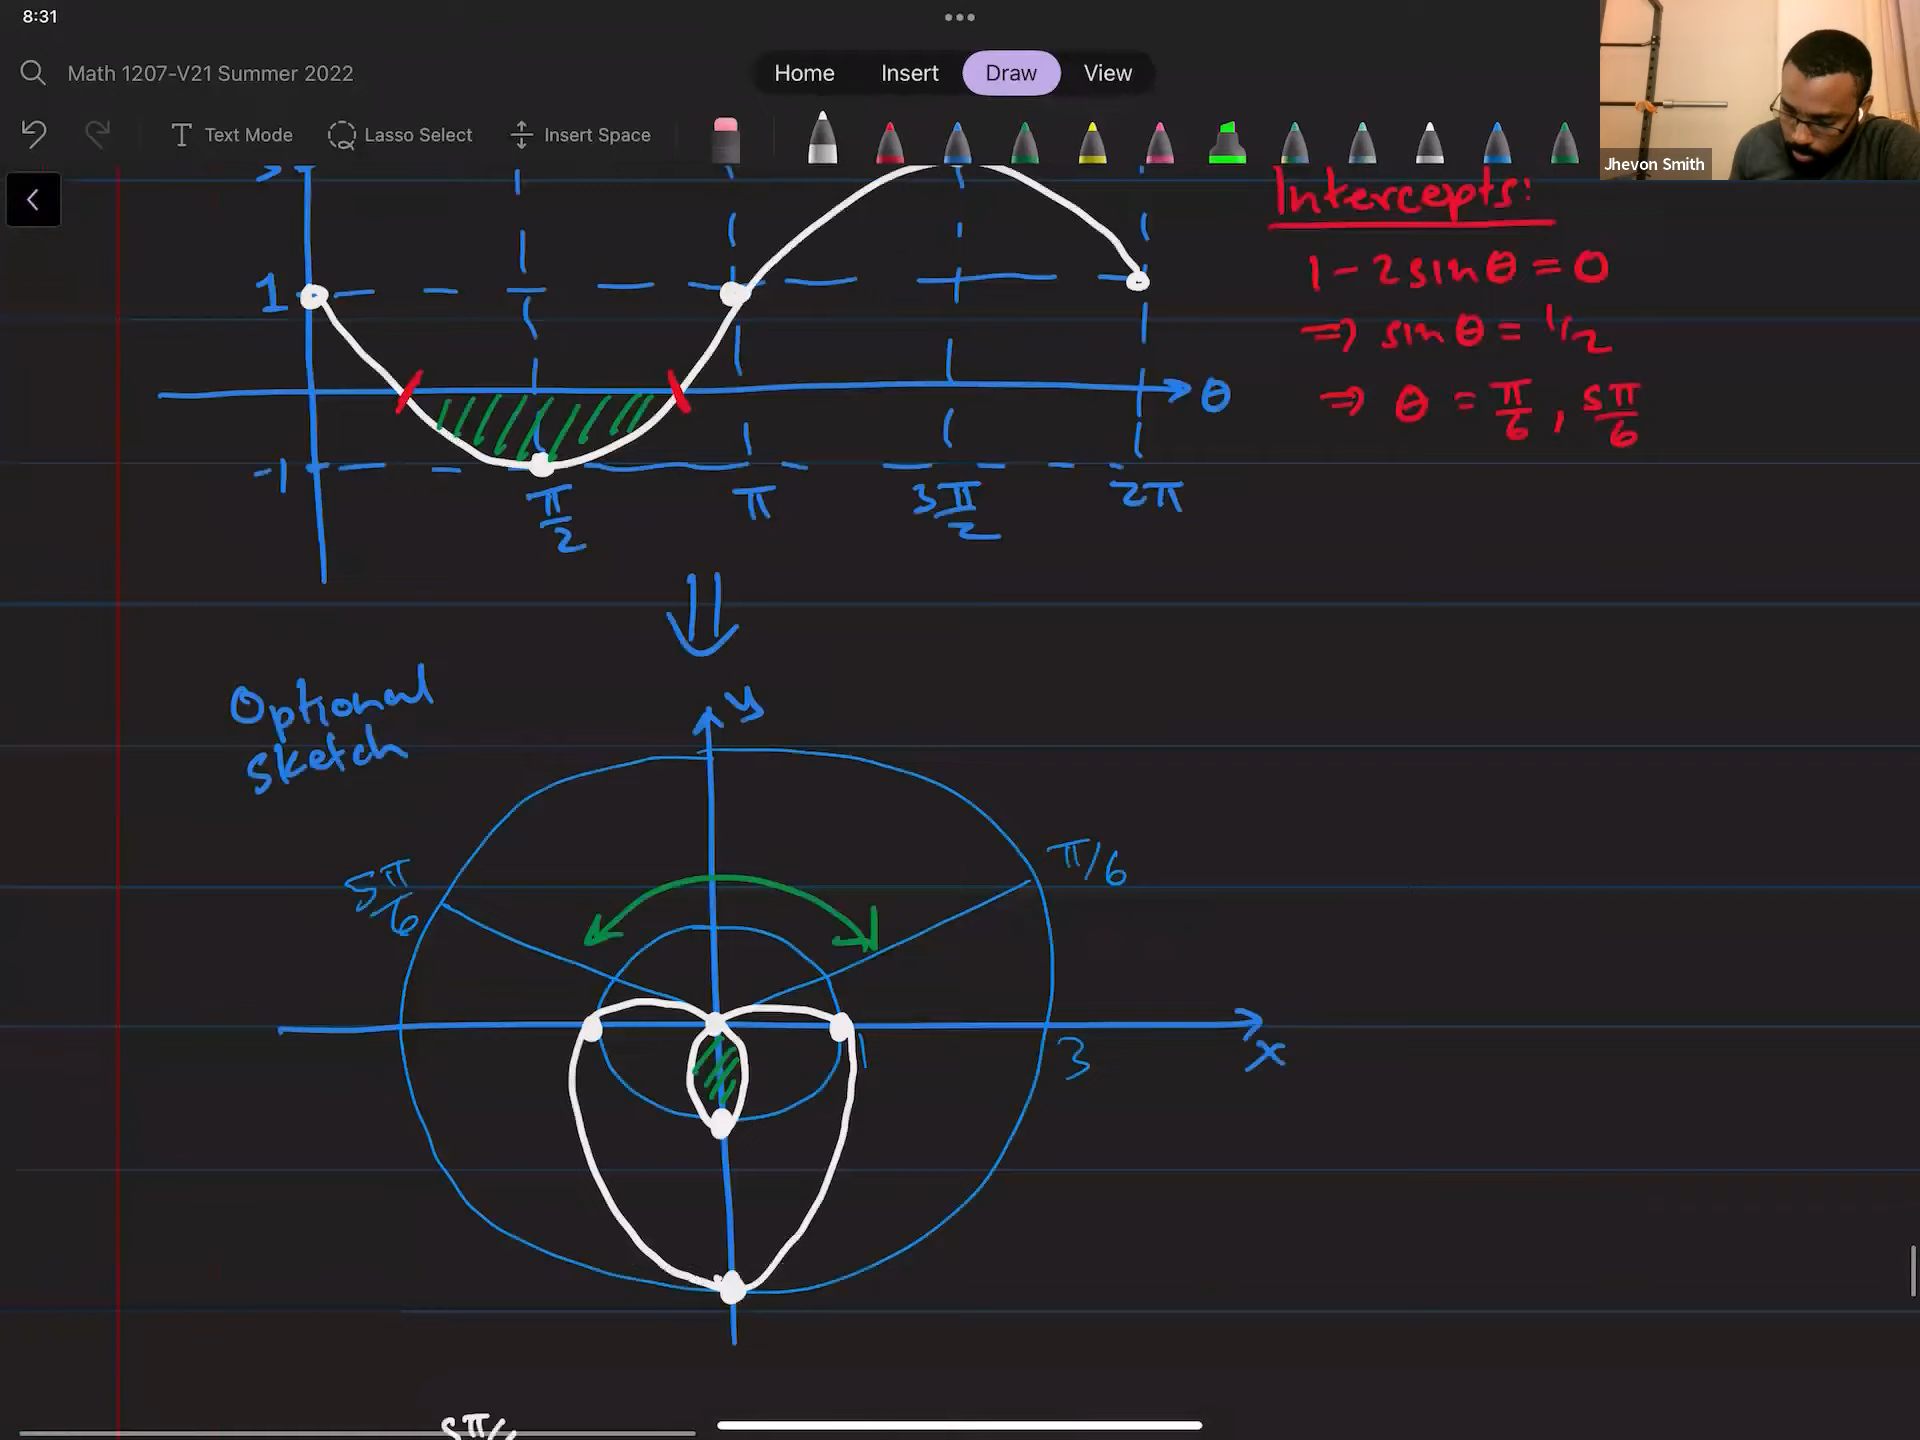 8:31
Math 1207-V21 Summer 2022
Home Insert Draw View
Text Mode Lasso Select Insert Space
Jhevon Smith
Intercepts:
1 - 2 sin θ = 0
⇒ sin θ = 1/2
⇒ θ = π/6, 5π/6
1
θ
-1
π/2 π 3π/2 2π
Optional
sketch
y
5π/6
π/6
1
3
x
5π/6